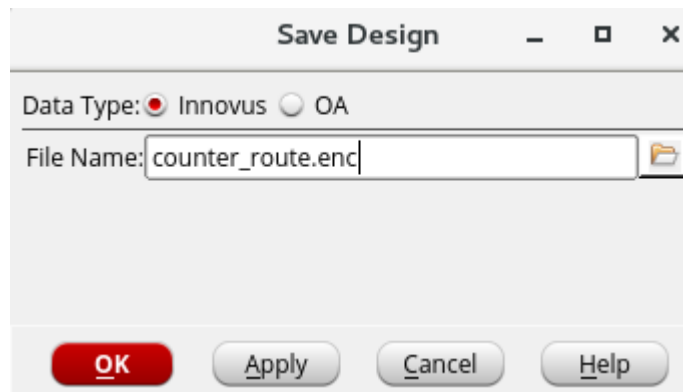 Save Design
Data Type: Innovus OA
File Name: counter_route.enc
OK Apply Cancel Help